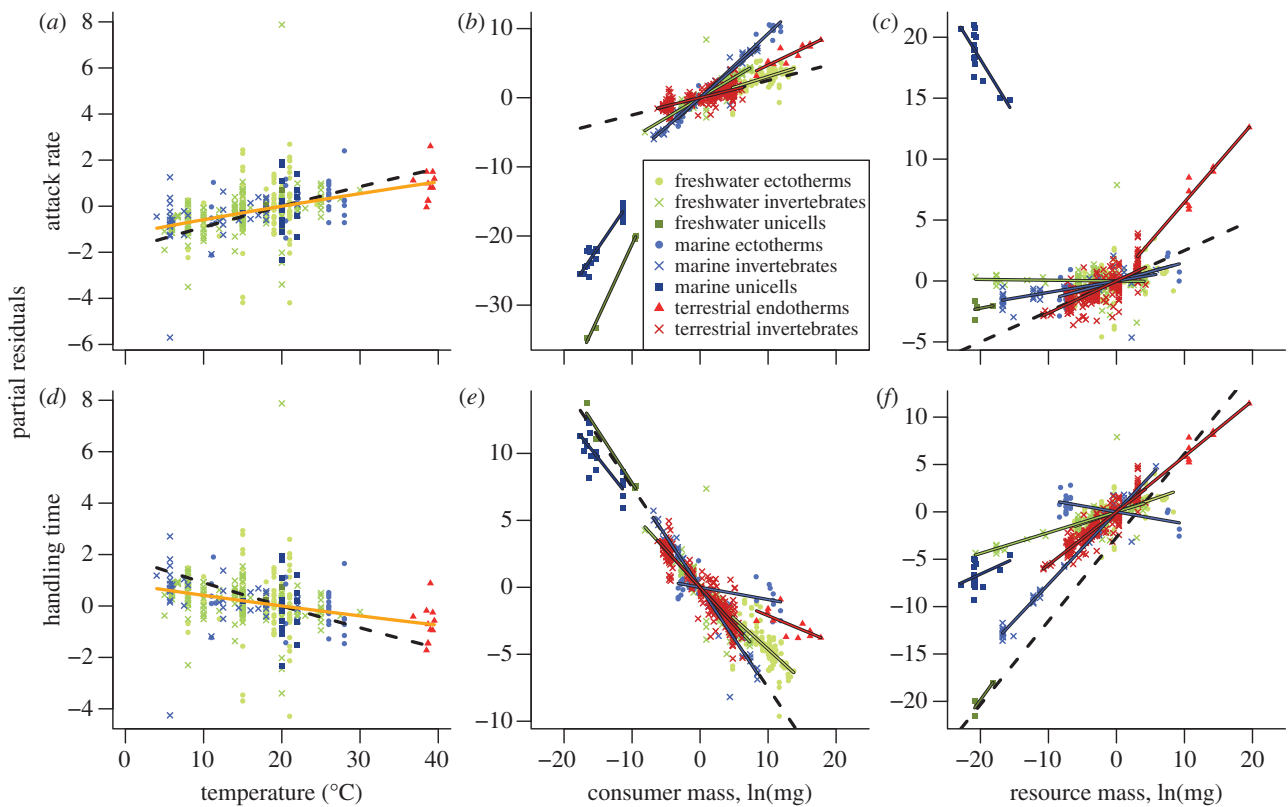 (a)
(b)
(c)
8
6
4
2
0
−2
−4
−6
10
0
−10
−20
−30
20
15
10
5
0
−5
attack rate
partial residuals
freshwater ectotherms
freshwater invertebrates
freshwater unicells
marine ectotherms
marine invertebrates
marine unicells
terrestrial endotherms
terrestrial invertebrates
(d)
(e)
(f)
8
6
4
2
0
−2
−4
10
5
0
−5
−10
10
5
0
−5
−10
−15
−20
handling time
0 10 20 30 40
−20 −10 0 10 20
−20 −10 0 10 20
temperature (°C)
consumer mass, ln(mg)
resource mass, ln(mg)